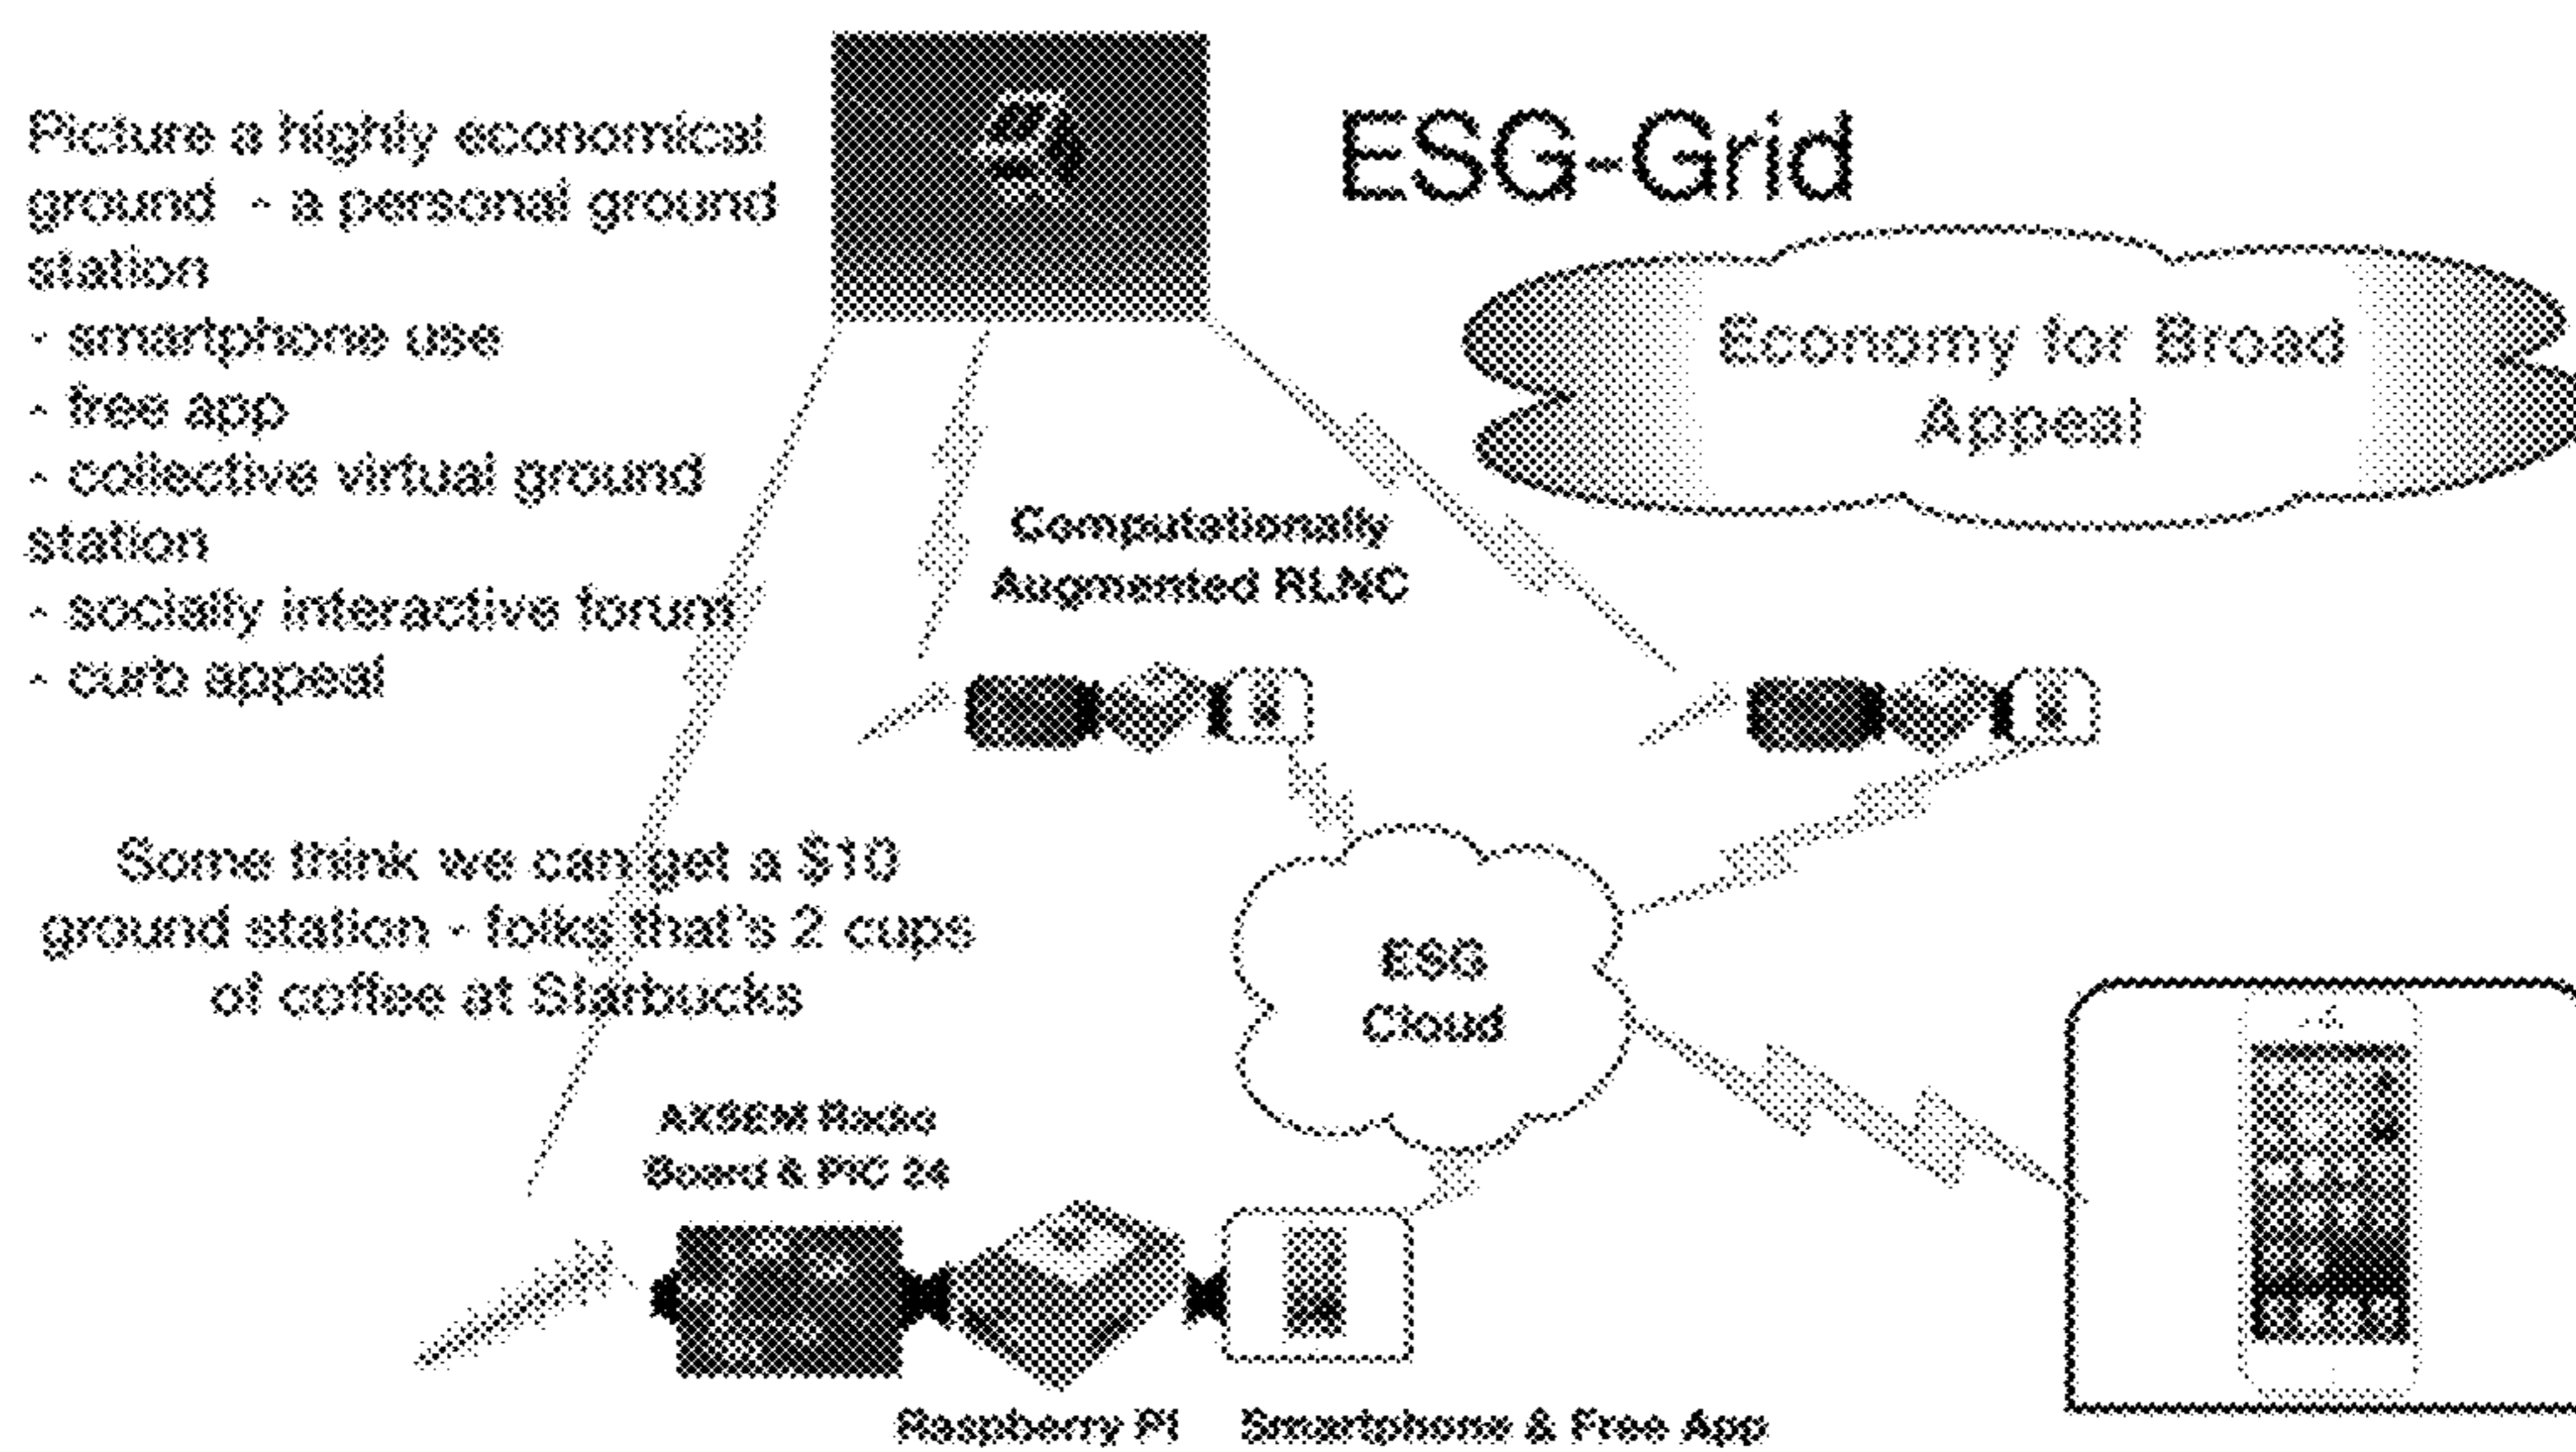 ESG-Grid
Picture a highly economical
ground - a personal ground
station
- smartphone use
- free app
- collective virtual ground
station
- socially interactive forum
- curb appeal
Economy for Broad
Appeal
Computationally
Augmented RLNC
Some think we can get a $10
ground station - folks that's 2 cups
of coffee at Starbucks
ESG
Cloud
AXSEM Radio
Board & PIC 24
Raspberry PI
Smartphone & Free App